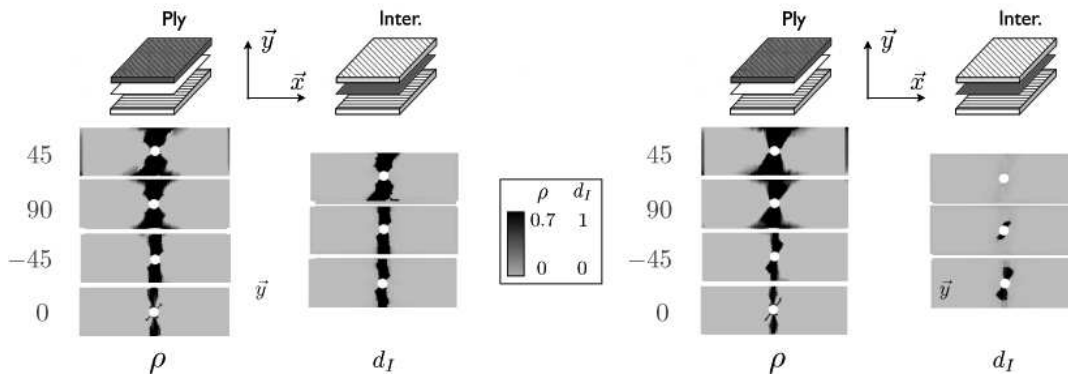 Ply Inter. Ply Inter.
y⃗ y⃗
x⃗ x⃗
45 45
90 ρ d_I 90
0.7 1
−45 −45
0 0
0 y⃗ 0 y⃗
ρ d_I ρ d_I